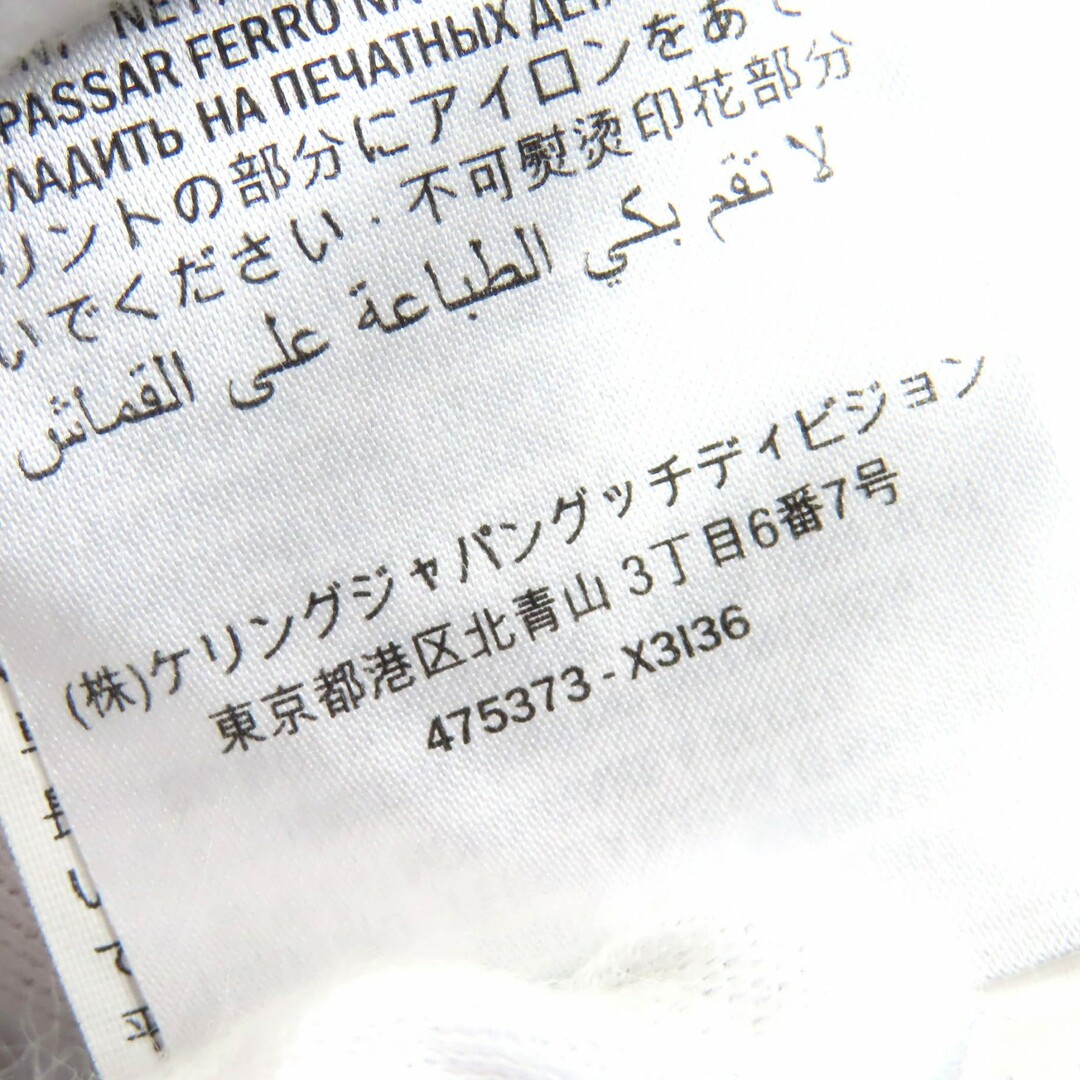 PASSAR FERRO NA
ЛАДИТЬ НА ПЕЧАТНЫХ
リントの部分にアイロンをあて
いでください · 不可熨烫印花部分
لا تقم بكي الطباعة على القماش
(株)ケリングジャパングッチディビジョン
東京都港区北青山 3丁目6番7号
475373 - X3I36
して平